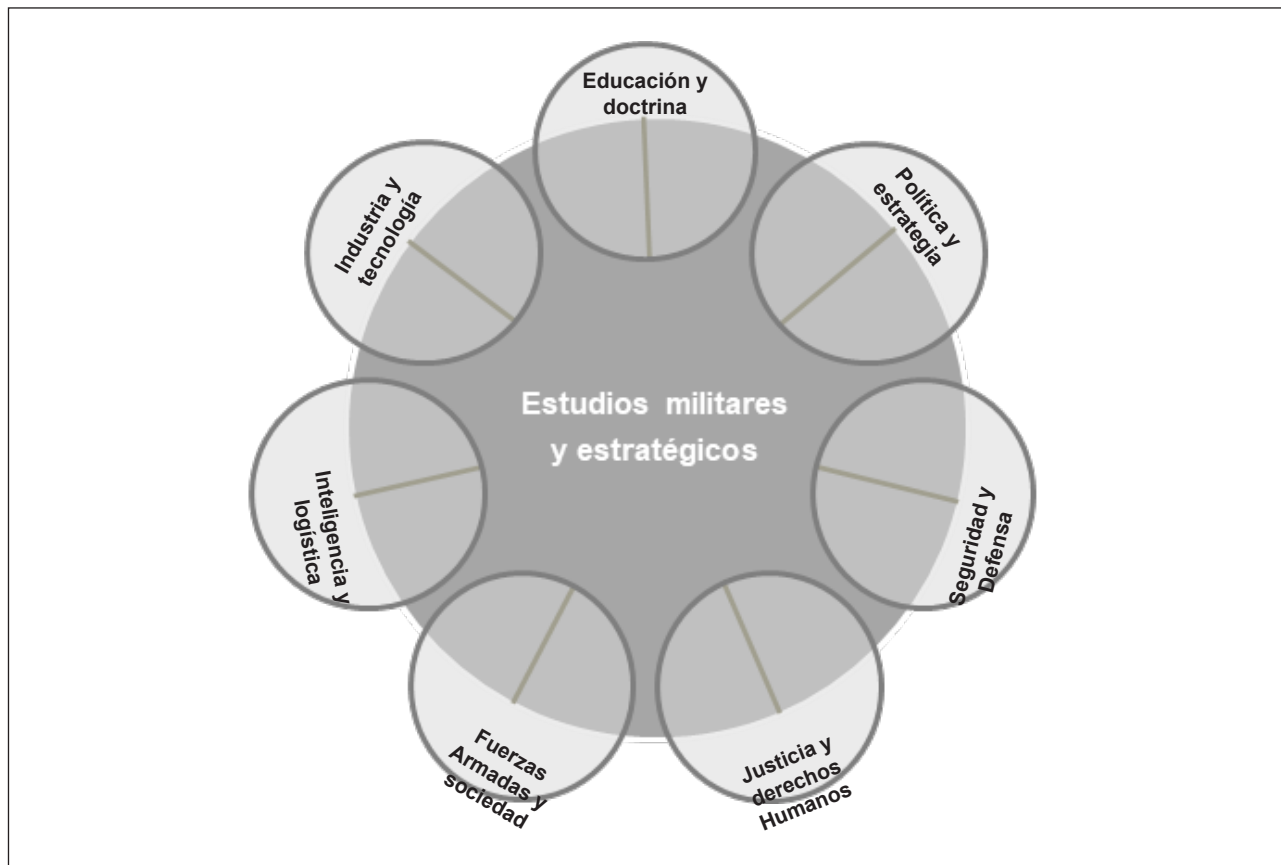 Educación y
doctrina
Política y
estrategia
Seguridad y
Defensa
Justicia y
derechos
Humanos
Fuerzas
Armadas y
sociedad
Inteligencia y
logística
Industria y
tecnología
Estudios militares
y estratégicos